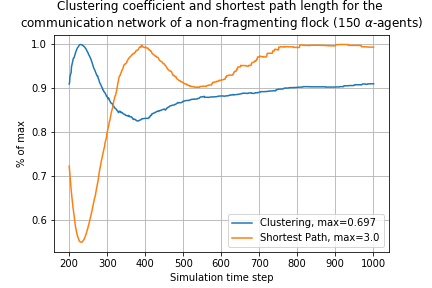 Clustering coefficient and shortest path length for the
communication network of a non-fragmenting flock (150 α-agents)
1.0
0.9
0.8
0.7
0.6
% of max
200 300 400 500 600 700 800 900 1000
Simulation time step
Clustering, max=0.697
Shortest Path, max=3.0